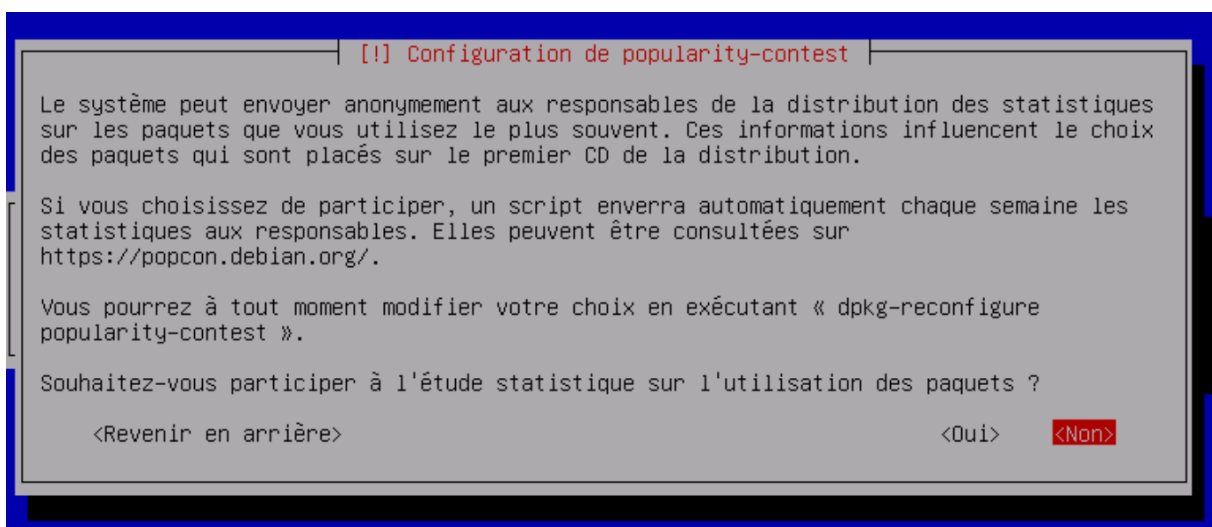 [!] Configuration de popularity-contest
Le système peut envoyer anonymement aux responsables de la distribution des statistiques
sur les paquets que vous utilisez le plus souvent. Ces informations influencent le choix
des paquets qui sont placés sur le premier CD de la distribution.
Si vous choisissez de participer, un script enverra automatiquement chaque semaine les
statistiques aux responsables. Elles peuvent être consultées sur
https://popcon.debian.org/.
Vous pourrez à tout moment modifier votre choix en exécutant « dpkg-reconfigure
popularity-contest ».
Souhaitez-vous participer à l'étude statistique sur l'utilisation des paquets ?
<Revenir en arrière> <Oui> <Non>